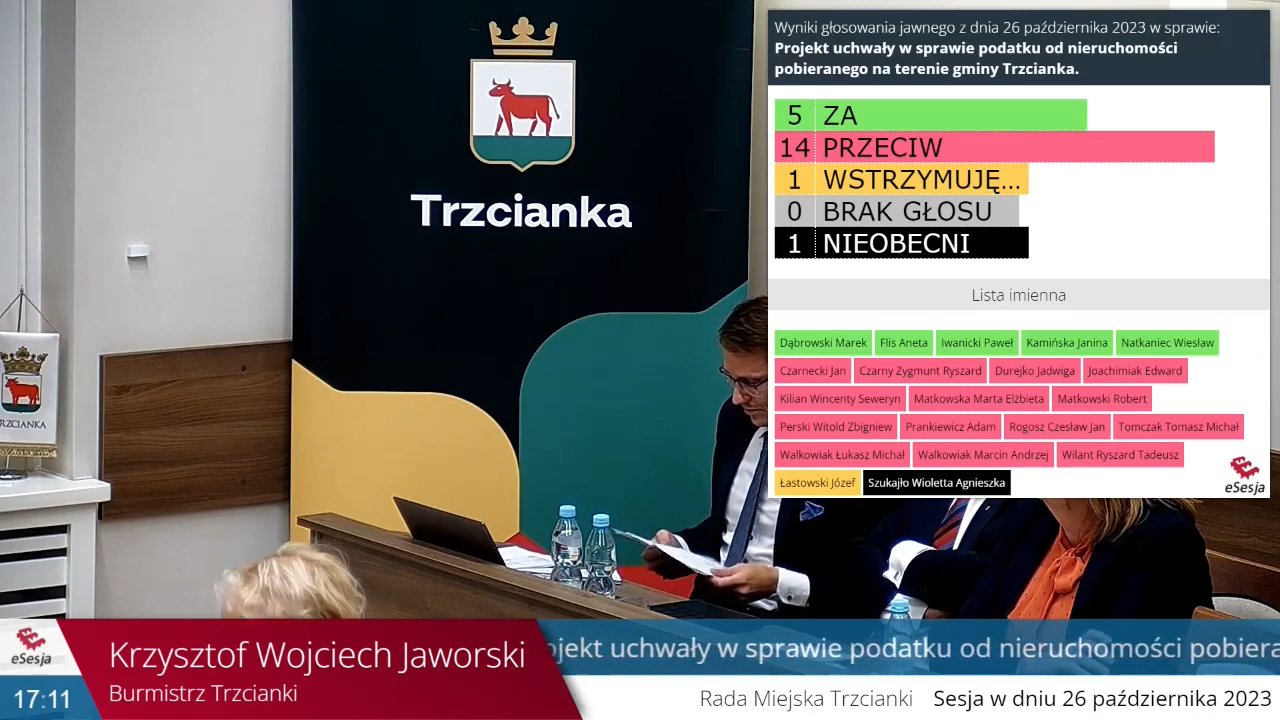 Wyniki głosowania jawnego z dnia 26 października 2023 w sprawie:
Projekt uchwały w sprawie podatku od nieruchomości
pobieranego na terenie gminy Trzcianka.
5 ZA
14 PRZECIW
1 WSTRZYMUJĘ...
0 BRAK GŁOSU
1 NIEOBECNI
Lista imienna
Dąbrowski Marek Flis Aneta Iwanicki Paweł Kamińska Janina Natkaniec Wiesław
Czarnecki Jan Czarny Zygmunt Ryszard Durejko Jadwiga Joachimiak Edward
Kilian Wincenty Seweryn Matkowska Marta Elżbieta Matkowski Robert
Perski Witold Zbigniew Prankiewicz Adam Rogosz Czesław Jan Tomczak Tomasz Michał
Walkowiak Łukasz Michał Walkowiak Marcin Andrzej Wilant Ryszard Tadeusz
Łastowski Józef Szukajło Wioletta Agnieszka
eSesja
Trzcianka
RZCIANKA
eSesja
17:11
Krzysztof Wojciech Jaworski
Burmistrz Trzcianki
ojekt uchwały w sprawie podatku od nieruchomości pobiera
Rada Miejska Trzcianki Sesja w dniu 26 października 2023